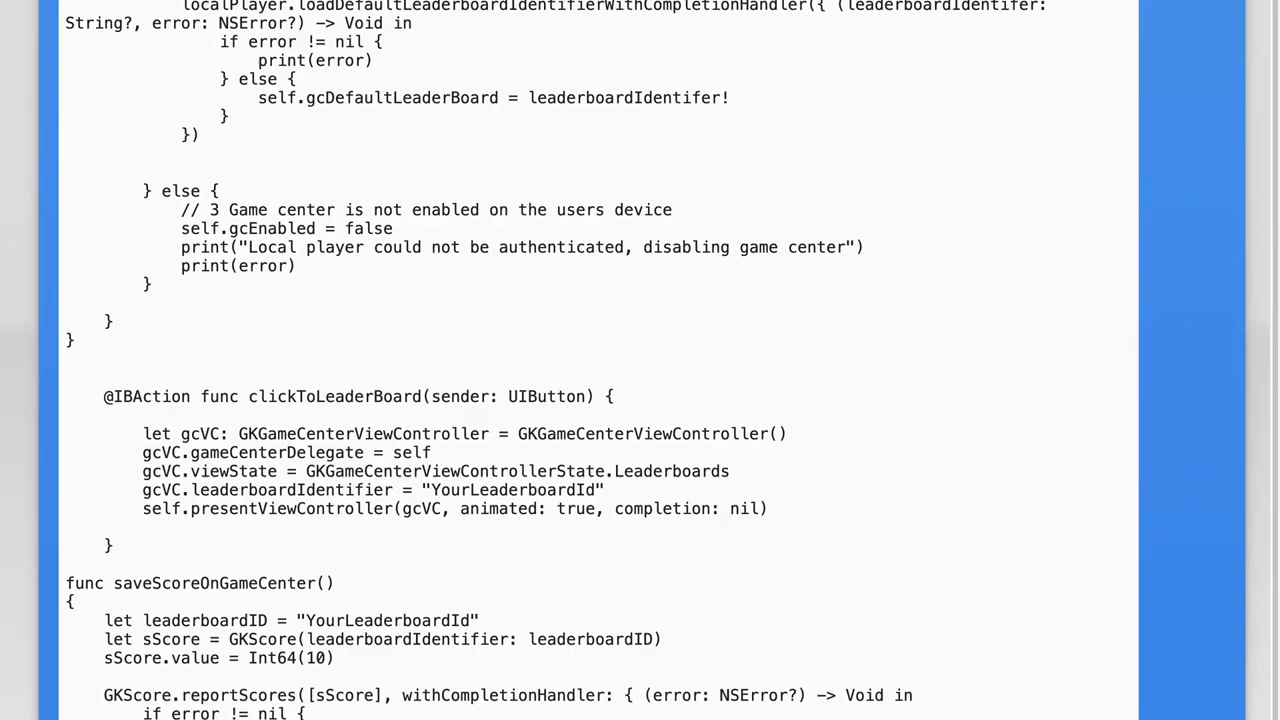 localPlayer.loadDefaultLeaderboardIdentifierWithCompletionHandler({ (leaderboardIdentifer:
String?, error: NSError?) -> Void in
if error != nil {
print(error)
} else {
self.gcDefaultLeaderBoard = leaderboardIdentifer!
}
})
} else {
// 3 Game center is not enabled on the users device
self.gcEnabled = false
print("Local player could not be authenticated, disabling game center")
print(error)
}
}
}
@IBAction func clickToLeaderBoard(sender: UIButton) {
let gcVC: GKGameCenterViewController = GKGameCenterViewController()
gcVC.gameCenterDelegate = self
gcVC.viewState = GKGameCenterViewControllerState.Leaderboards
gcVC.leaderboardIdentifier = "YourLeaderboardId"
self.presentViewController(gcVC, animated: true, completion: nil)
}
func saveScoreOnGameCenter()
{
let leaderboardID = "YourLeaderboardId"
let sScore = GKScore(leaderboardIdentifier: leaderboardID)
sScore.value = Int64(10)
GKScore.reportScores([sScore], withCompletionHandler: { (error: NSError?) -> Void in
if error != nil {